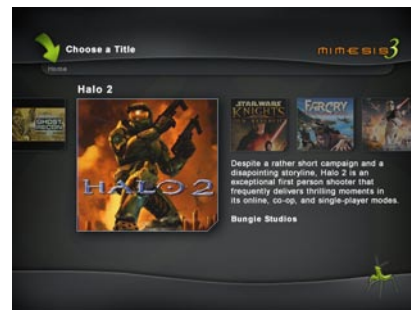 Choose a Title
mimesis3
Home
Halo 2
GHOST
RECON
STAR WARS
KNIGHTS
FARCRY
HALO 2
Despite a rather short campaign and a
disapointing storyline, Halo 2 is an
exceptional first person shooter that
frequently delivers thrilling moments in
its online, co-op, and single-player modes.
Bungie Studios